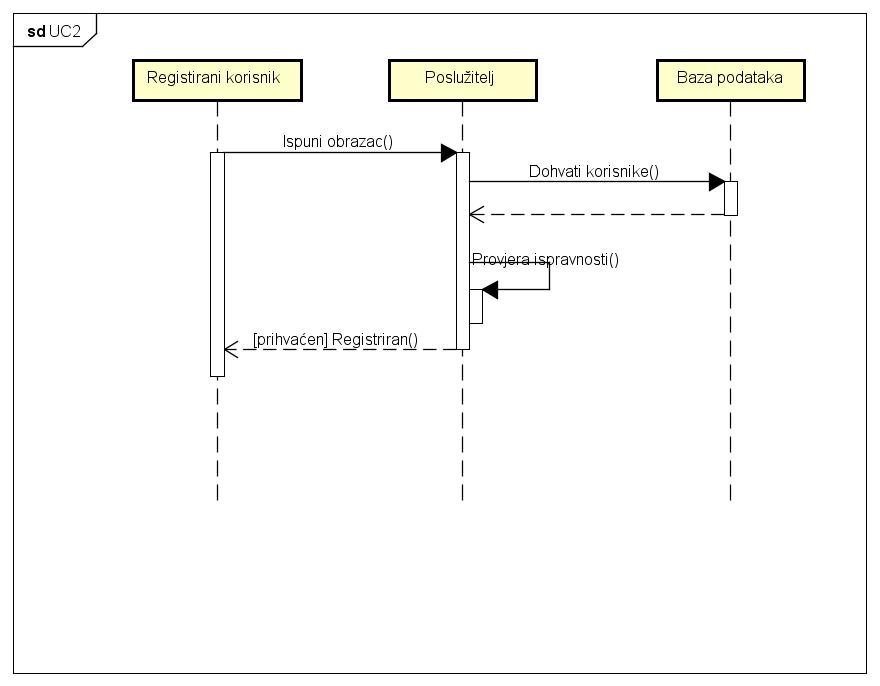 sd UC2
Registirani korisnik
Poslužitelj
Baza podataka
Ispuni obrazac()
Dohvati korisnike()
Provjera ispravnosti()
[prihvaćen] Registriran()